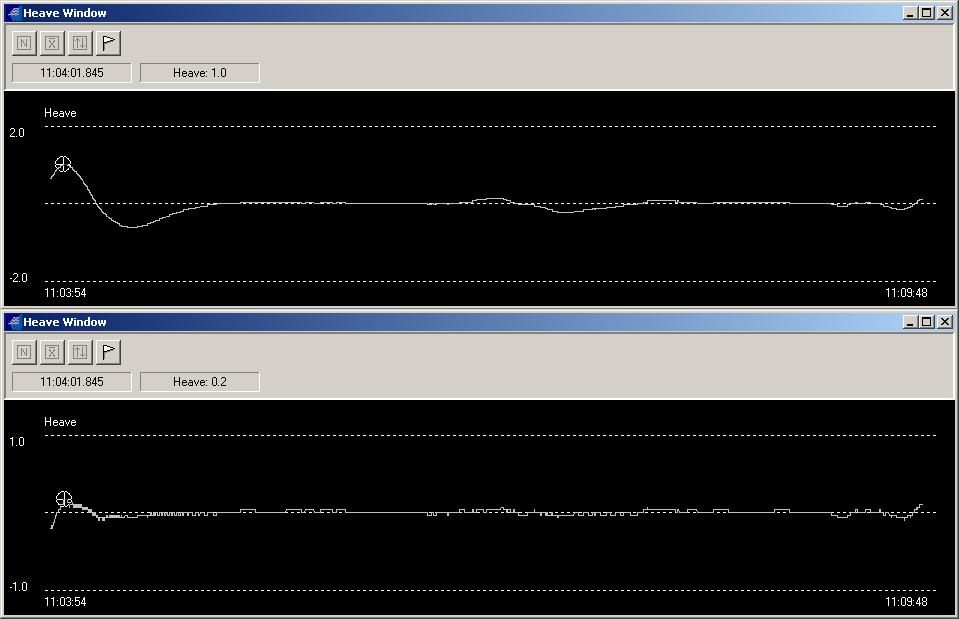 Heave Window
N X ↑↓
11:04:01.845 Heave: 1.0
Heave
2.0
-2.0
11:03:54 11:09:48
Heave Window
N X ↑↓
11:04:01.845 Heave: 0.2
Heave
1.0
-1.0
11:03:54 11:09:48